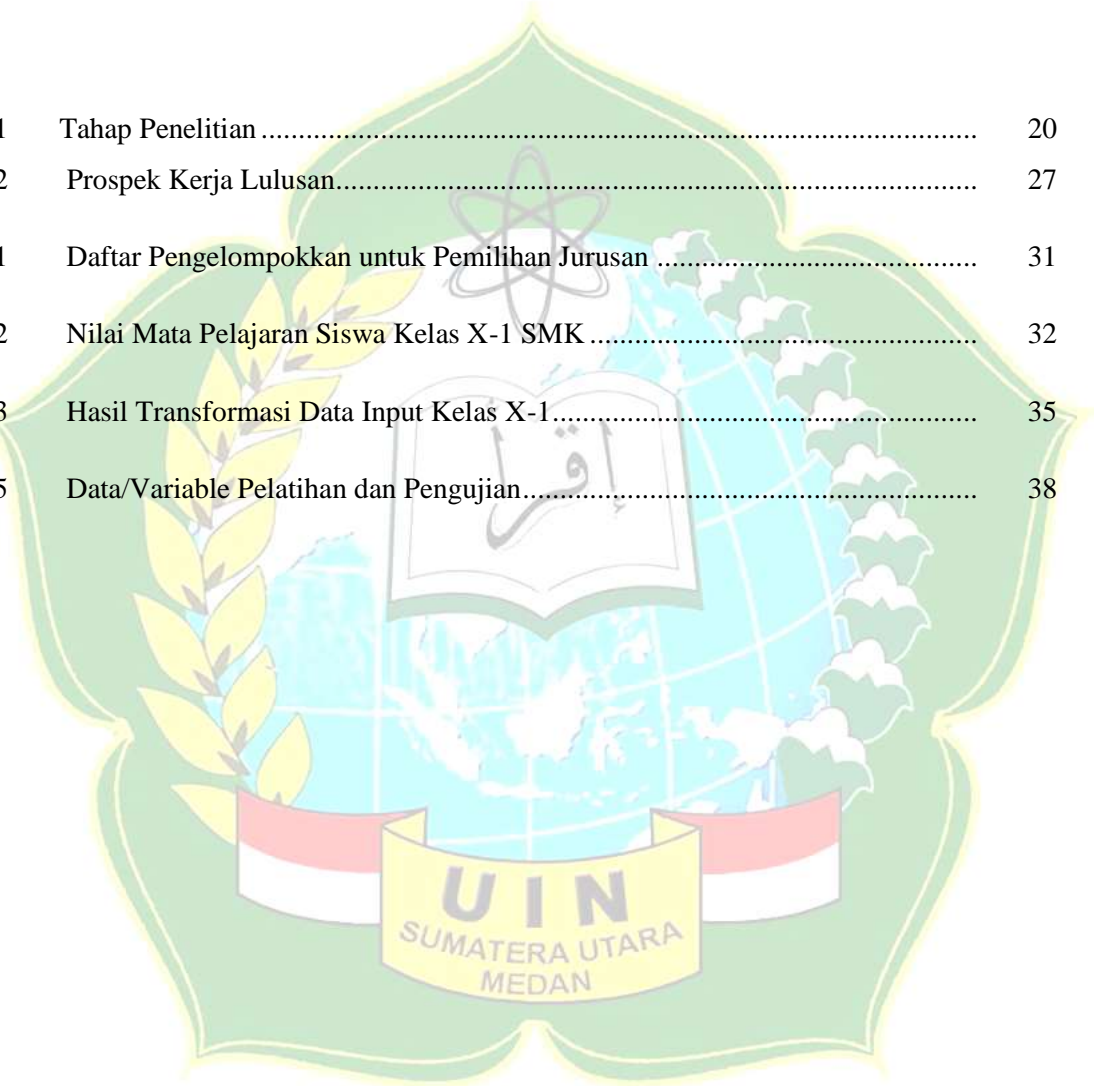 1 Tahap Penelitian ................................................................................................ 20
2 Prospek Kerja Lulusan...................................................................................... 27
1 Daftar Pengelompokkan untuk Pemilihan Jurusan ........................................... 31
2 Nilai Mata Pelajaran Siswa Kelas X-1 SMK .................................................... 32
3 Hasil Transformasi Data Input Kelas X-1......................................................... 35
5 Data/Variable Pelatihan dan Pengujian............................................................. 38
إقرأ
UIN
SUMATERA UTARA
MEDAN